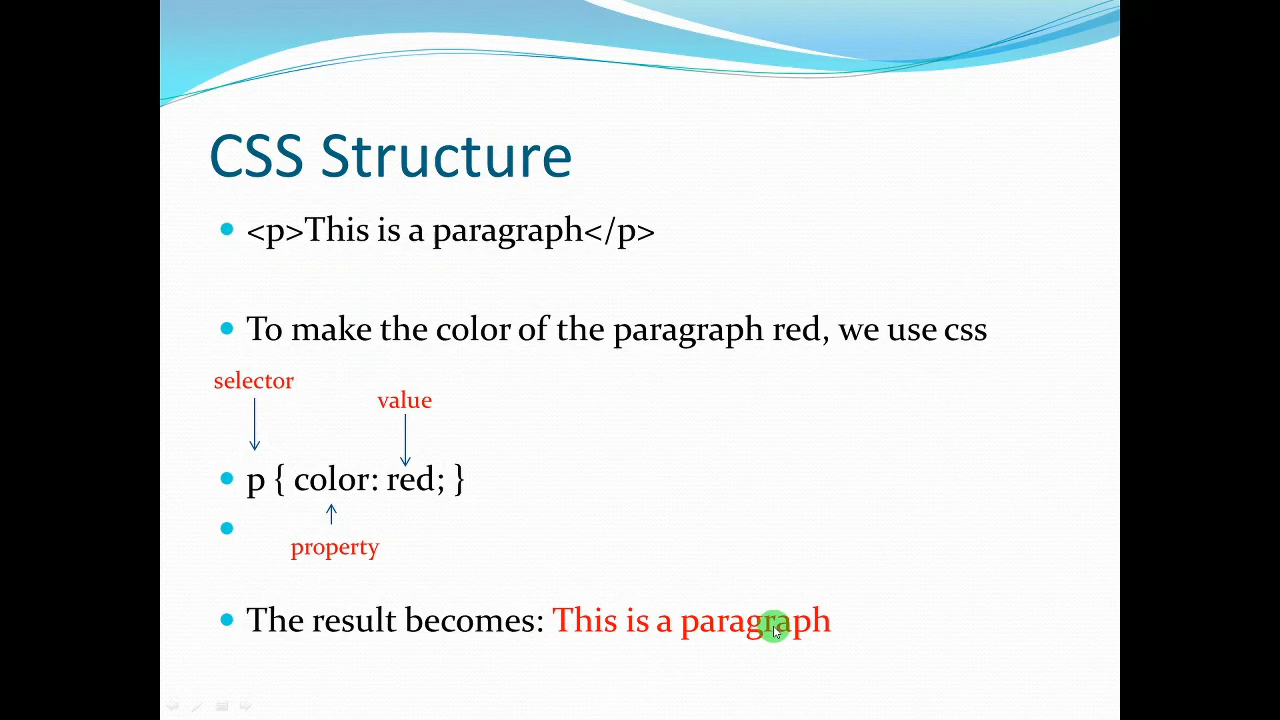 CSS Structure
<p>This is a paragraph</p>
To make the color of the paragraph red, we use css
selector
value
p { color: red; }
property
The result becomes: This is a paragraph